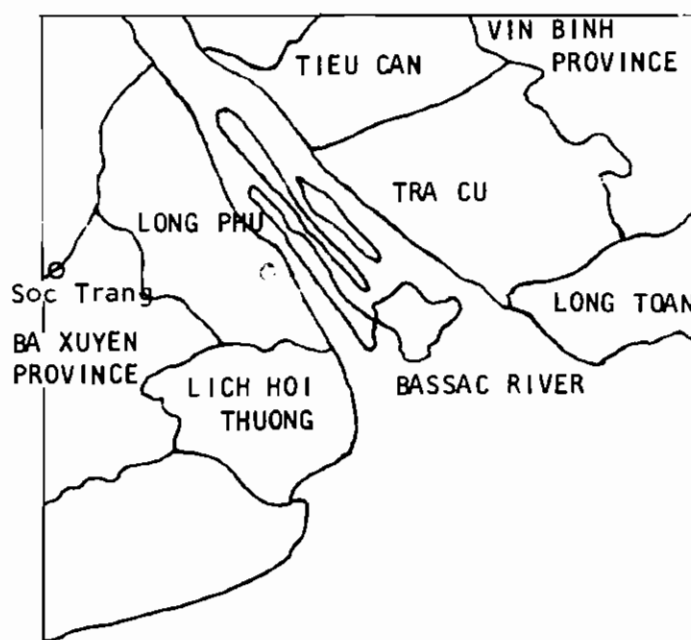 VIN BINH
PROVINCE
TIEU CAN
TRA CU
LONG PHU
Soc Trang
LONG TOAN
BA XUYEN
PROVINCE
LICH HOI
THUONG
BASSAC RIVER